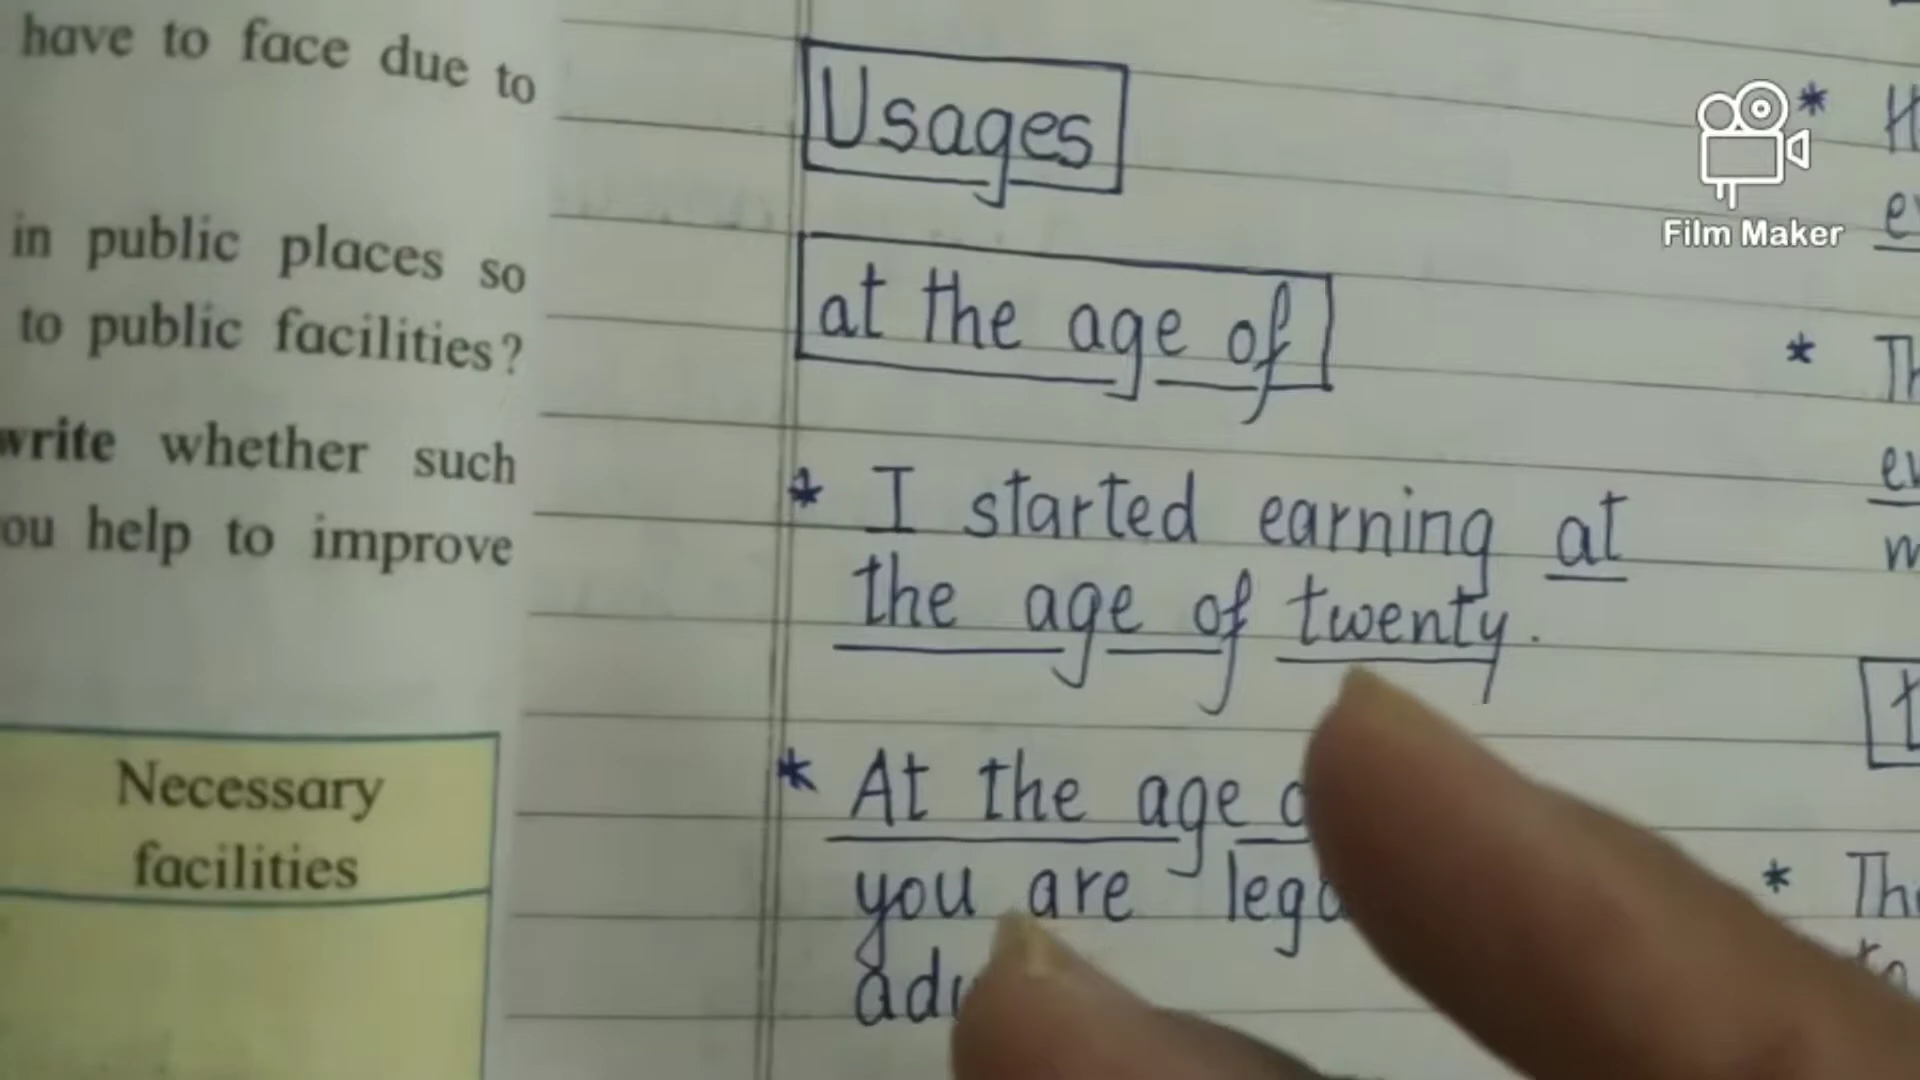 have to face due to
in public places so
to public facilities?
write whether such
ou help to improve
Necessary
facilities
Usages
at the age of
* I started earning at
the age of twenty.
* At the age
you are
*
*
* The
Film Maker